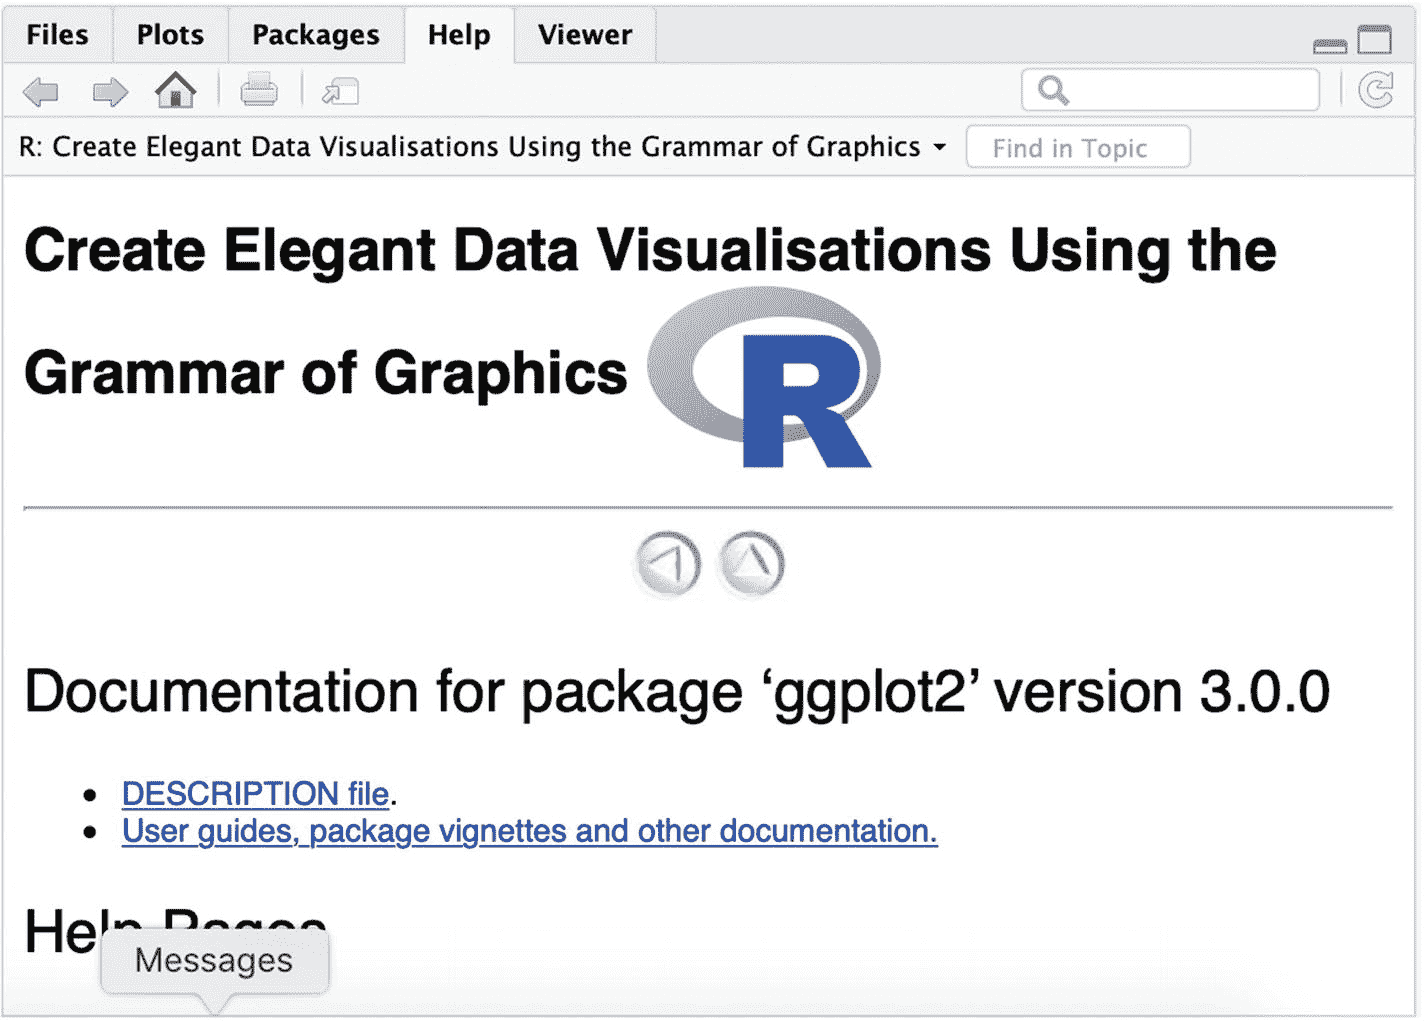 Files Plots Packages Help Viewer
R: Create Elegant Data Visualisations Using the Grammar of Graphics Find in Topic
Create Elegant Data Visualisations Using the
Grammar of Graphics R
Documentation for package ‘ggplot2’ version 3.0.0
DESCRIPTION file.
User guides, package vignettes and other documentation.
Help Pages
Messages